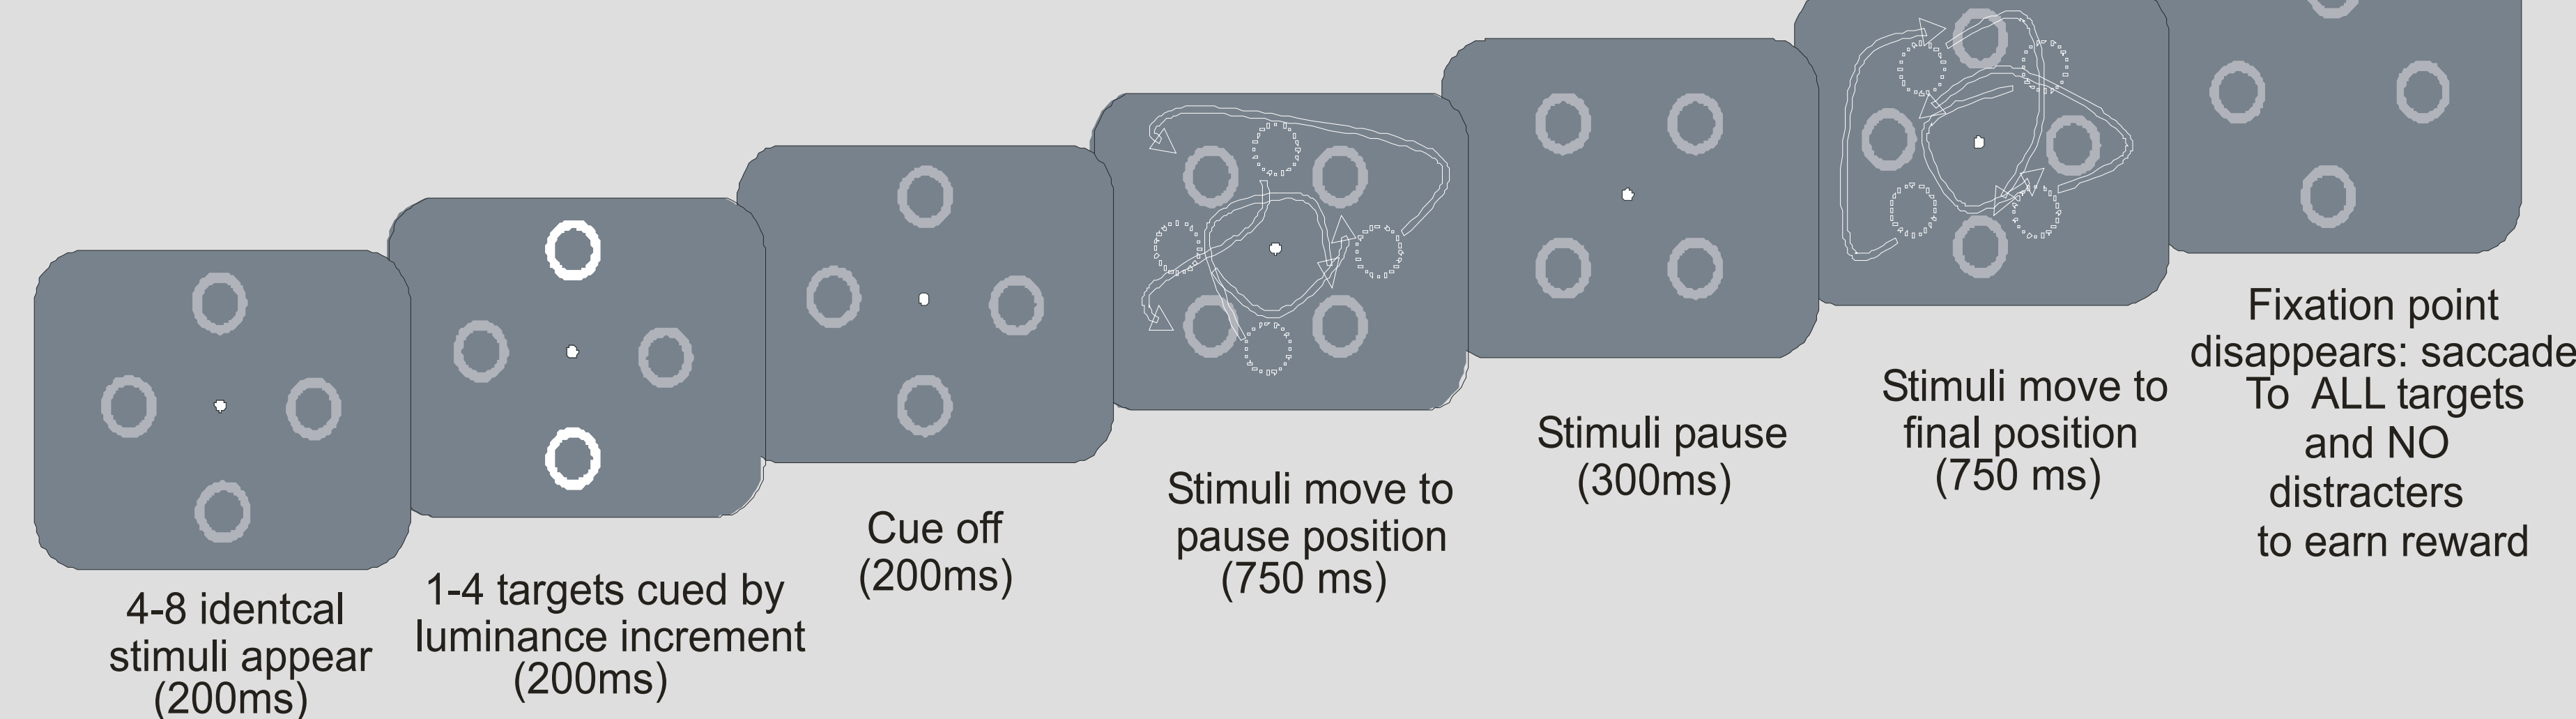 4-8 identcal
stimuli appear
(200ms)
1-4 targets cued by
luminance increment
(200ms)
Cue off
(200ms)
Stimuli move to
pause position
(750 ms)
Stimuli pause
(300ms)
Stimuli move to
final position
(750 ms)
Fixation point
disappears: saccade
To ALL targets
and NO
distracters
to earn reward